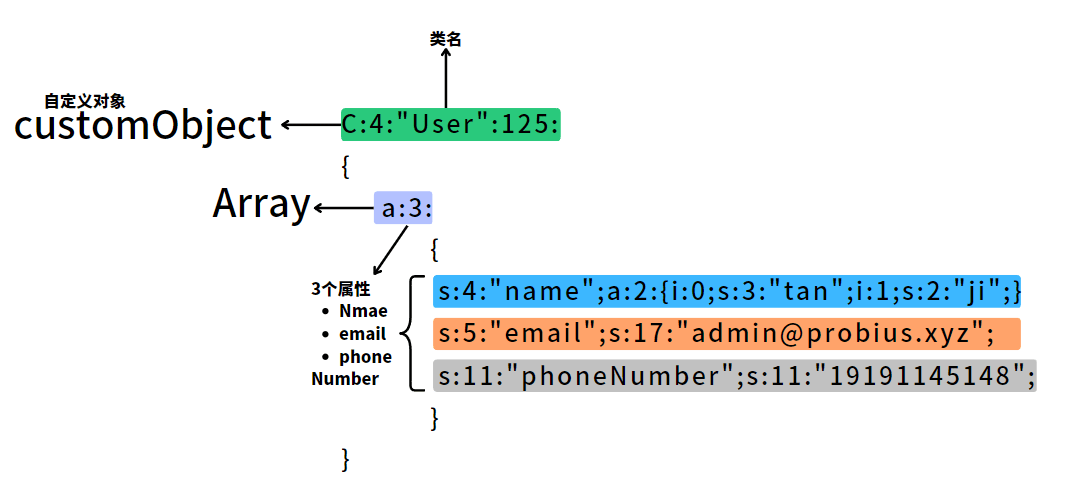 类名
自定义对象
customObject
C:4:"User":125:
{
Array
a:3:
{
3个属性
• Nmae
• email
• phone
Number
s:4:"name";a:2:{i:0;s:3:"tan";i:1;s:2:"ji";}
s:5:"email";s:17:"admin@probius.xyz";
s:11:"phoneNumber";s:11:"19191145148";
}
}